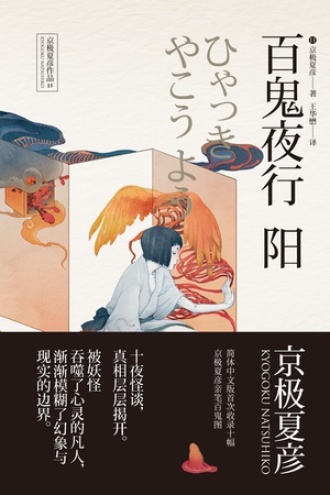 京极夏彦作品 15
KYOGOKU NATSUHIKO
百鬼夜行 阳
[日] 京极夏彦 著 王华懋 译
ひゃっき
やこう よう
京极夏彦
KYOGOKU NATSUHIKO
简体中文版首次收录十幅
京极夏彦亲笔百鬼图
十夜怪谈，
真相层层揭开。
被妖怪
吞噬了心灵的凡人，
渐渐模糊了幻象与
现实的边界。